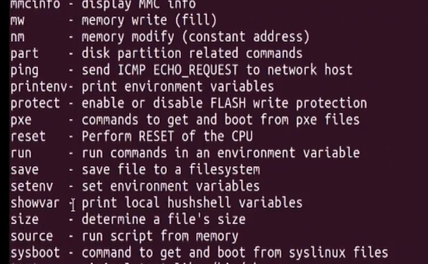 mmcinfo - display MMC info
mw      - memory write (fill)
nm      - memory modify (constant address)
part    - disk partition related commands
ping    - send ICMP ECHO_REQUEST to network host
printenv- print environment variables
protect - enable or disable FLASH write protection
pxe     - commands to get and boot from pxe files
reset   - Perform RESET of the CPU
run     - run commands in an environment variable
save    - save file to a filesystem
setenv  - set environment variables
showvar - print local hushshell variables
size    - determine a file's size
source  - run script from memory
sysboot - command to get and boot from syslinux files